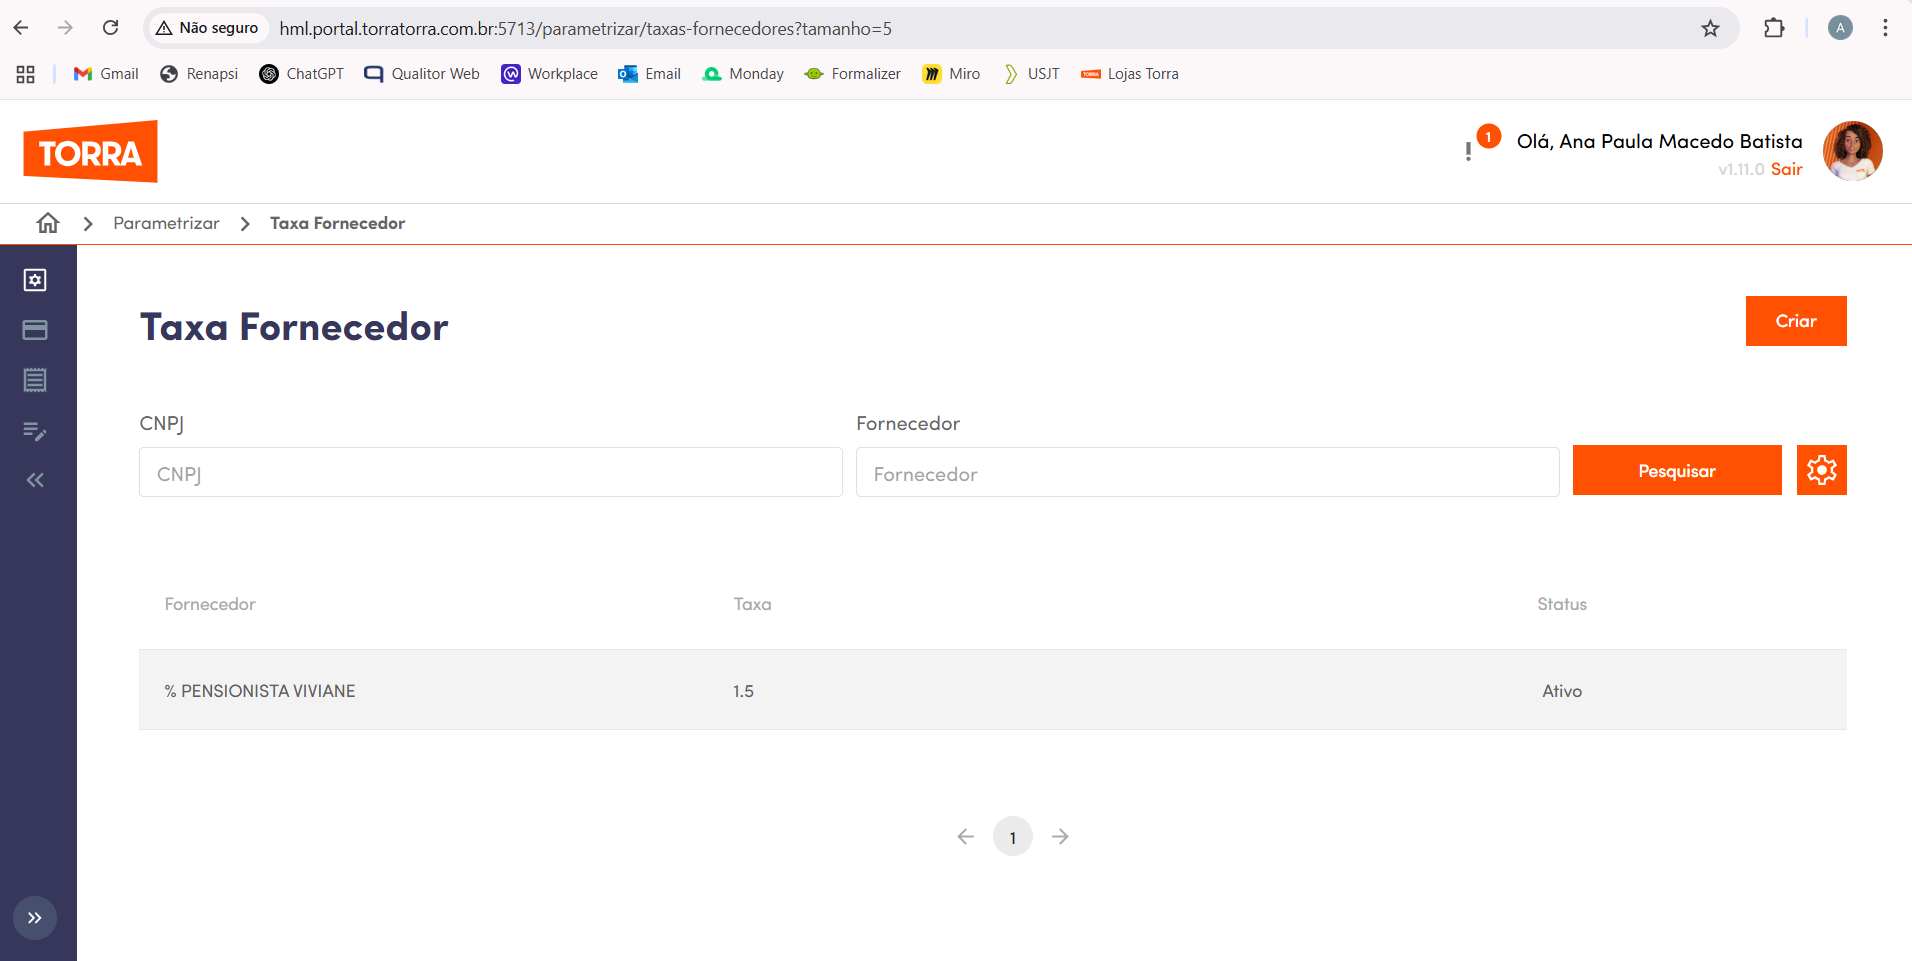 Não seguro hml.portal.torratorra.com.br:5713/parametrizar/taxas-fornecedores?tamanho=5 A
Gmail Renapsi ChatGPT Qualitor Web Workplace Email Monday Formalizer Miro USJT Lojas Torra
TORRA
1
Olá, Ana Paula Macedo Batista
v1.11.0 Sair
Parametrizar Taxa Fornecedor
Taxa Fornecedor
Criar
CNPJ Fornecedor
CNPJ Fornecedor Pesquisar
Fornecedor Taxa Status
% PENSIONISTA VIVIANE 1.5 Ativo
1